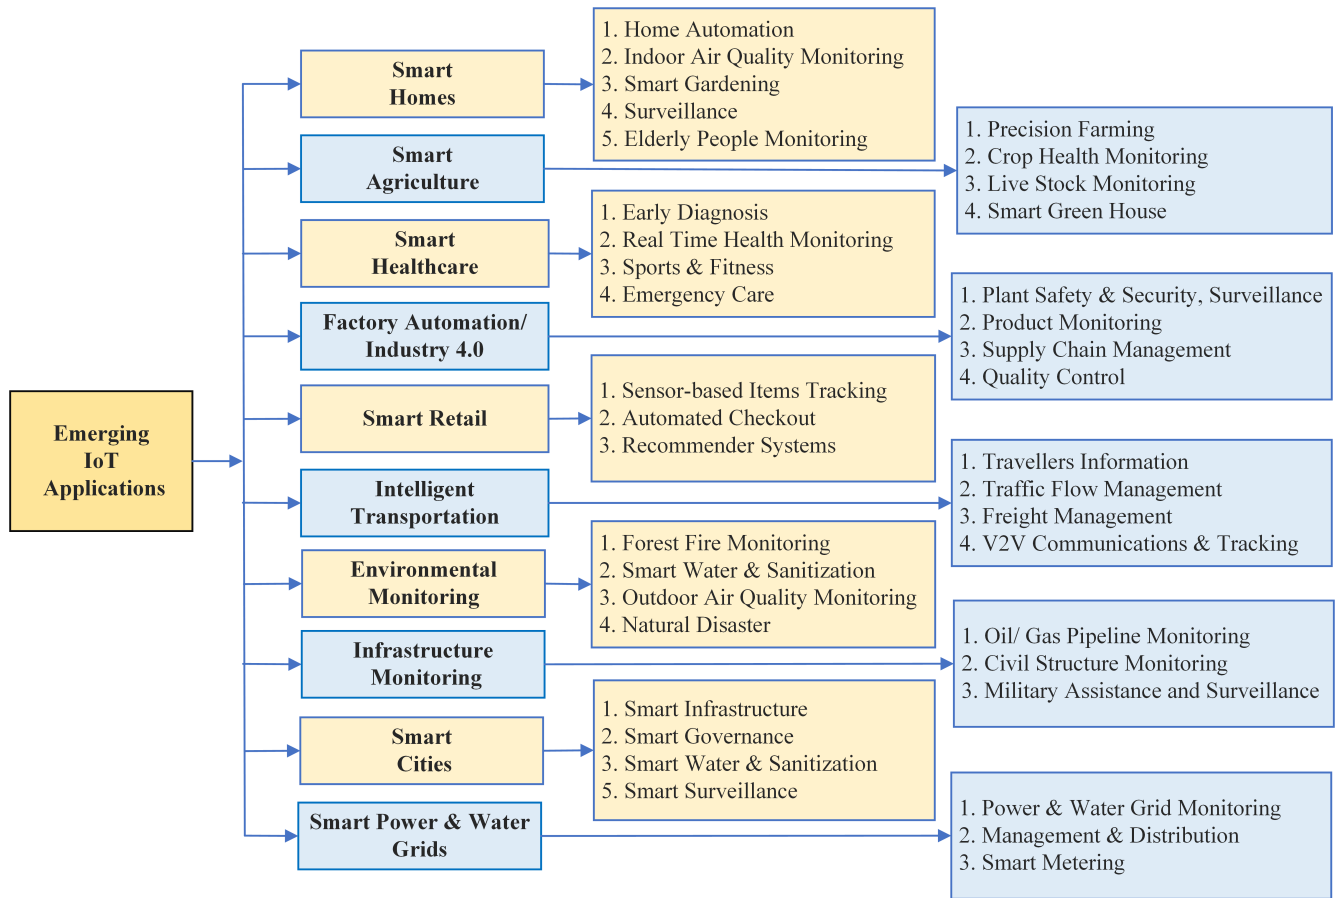 Emerging
IoT
Applications
Smart
Homes
1. Home Automation
2. Indoor Air Quality Monitoring
3. Smart Gardening
4. Surveillance
5. Elderly People Monitoring
Smart
Agriculture
1. Precision Farming
2. Crop Health Monitoring
3. Live Stock Monitoring
4. Smart Green House
Smart
Healthcare
1. Early Diagnosis
2. Real Time Health Monitoring
3. Sports & Fitness
4. Emergency Care
Factory Automation/
Industry 4.0
1. Plant Safety & Security, Surveillance
2. Product Monitoring
3. Supply Chain Management
4. Quality Control
Smart Retail
1. Sensor-based Items Tracking
2. Automated Checkout
3. Recommender Systems
Intelligent
Transportation
1. Travellers Information
2. Traffic Flow Management
3. Freight Management
4. V2V Communications & Tracking
Environmental
Monitoring
1. Forest Fire Monitoring
2. Smart Water & Sanitization
3. Outdoor Air Quality Monitoring
4. Natural Disaster
Infrastructure
Monitoring
1. Oil/ Gas Pipeline Monitoring
2. Civil Structure Monitoring
3. Military Assistance and Surveillance
Smart
Cities
1. Smart Infrastructure
2. Smart Governance
3. Smart Water & Sanitization
5. Smart Surveillance
Smart Power & Water
Grids
1. Power & Water Grid Monitoring
2. Management & Distribution
3. Smart Metering